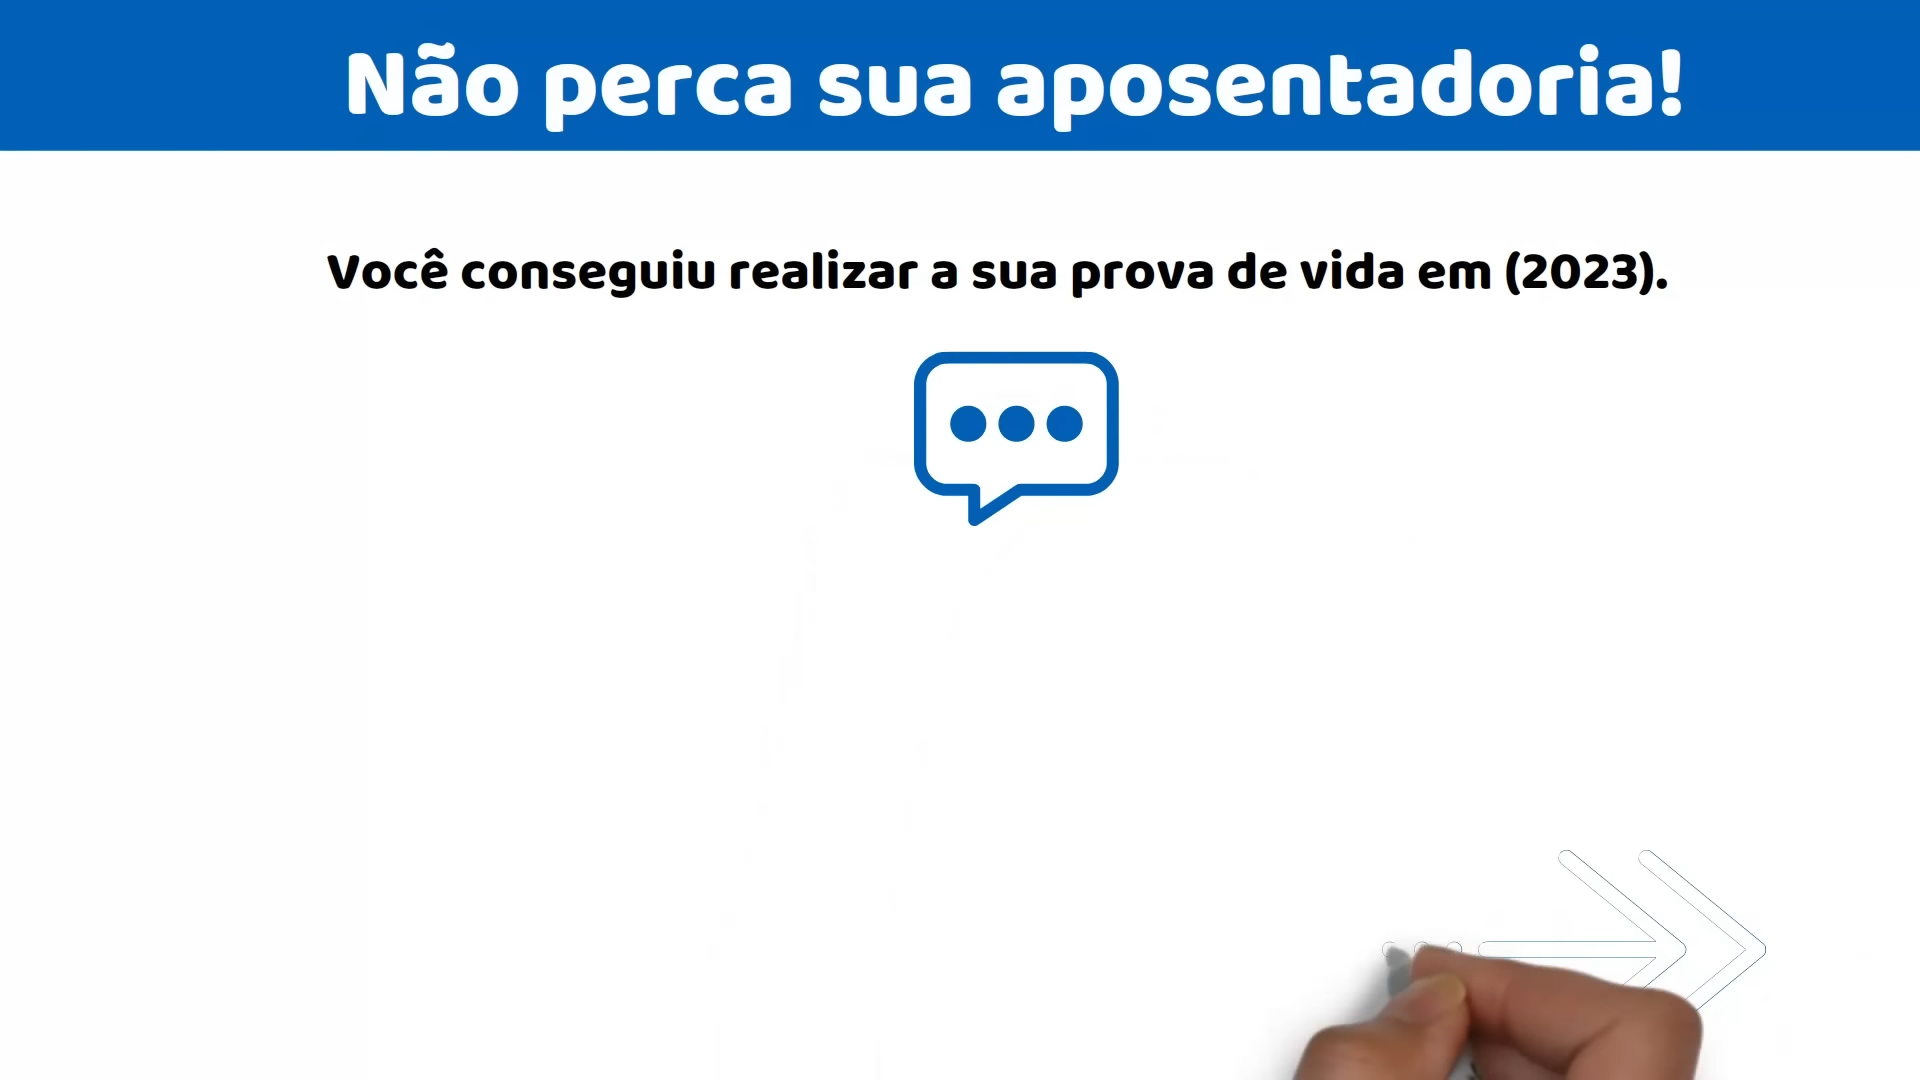 Não perca sua aposentadoria!
Você conseguiu realizar a sua prova de vida em (2023).